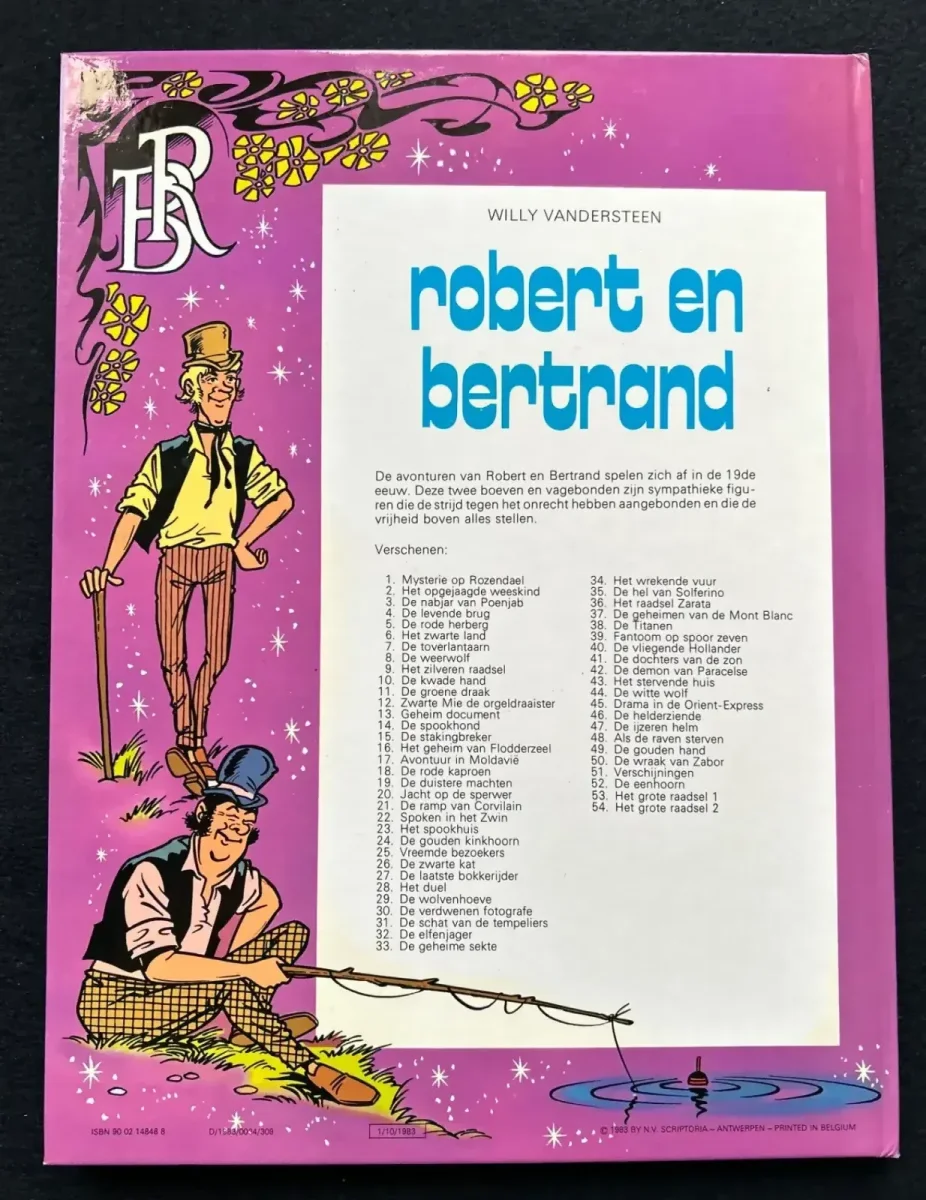 BR
WILLY VANDERSTEEN
robert en
bertrand
De avonturen van Robert en Bertrand spelen zich af in de 19de
eeuw. Deze twee boeven en vagebonden zijn sympathieke figu-
ren die de strijd tegen het onrecht hebben aangebonden en die de
vrijheid boven alles stellen.
Verschenen:
1. Mysterie op Rozendael
2. Het opgejaagde weeskind
3. De nabjar van Poenjab
4. De levende brug
5. De rode herberg
6. Het zwarte land
7. De toverlantaarn
8. De weerwolf
9. Het zilveren raadsel
10. De kwade hand
11. De groene draak
12. Zwarte Mie de orgeldraaister
13. Geheim document
14. De spookhond
15. De stakingbreker
16. Het geheim van Flodderzeel
17. Avontuur in Moldavië
18. De rode kaproen
19. De duistere machten
20. Jacht op de sperwer
21. De ramp van Corvilain
22. Spoken in het Zwin
23. Het spookhuis
24. De gouden kinkhoorn
25. Vreemde bezoekers
26. De zwarte kat
27. De laatste bokkerijder
28. Het duel
29. De wolvenhoeve
30. De verdwenen fotografe
31. De schat van de tempeliers
32. De elfenjager
33. De geheime sekte
34. Het wrekende vuur
35. De hel van Solferino
36. Het raadsel Zarata
37. De geheimen van de Mont Blanc
38. De Titanen
39. Fantoom op spoor zeven
40. De vliegende Hollander
41. De dochters van de zon
42. De demon van Paracelse
43. Het stervende huis
44. De witte wolf
45. Drama in de Orient-Express
46. De helderziende
47. De ijzeren helm
48. Als de raven sterven
49. De gouden hand
50. De wraak van Zabor
51. Verschijningen
52. De eenhoorn
53. Het grote raadsel 1
54. Het grote raadsel 2
ISBN 90 02 14848 8
D/1983/0034/309
1/10/1983
© 1983 BY N.V. SCRIPTORIA – ANTWERPEN – PRINTED IN BELGIUM